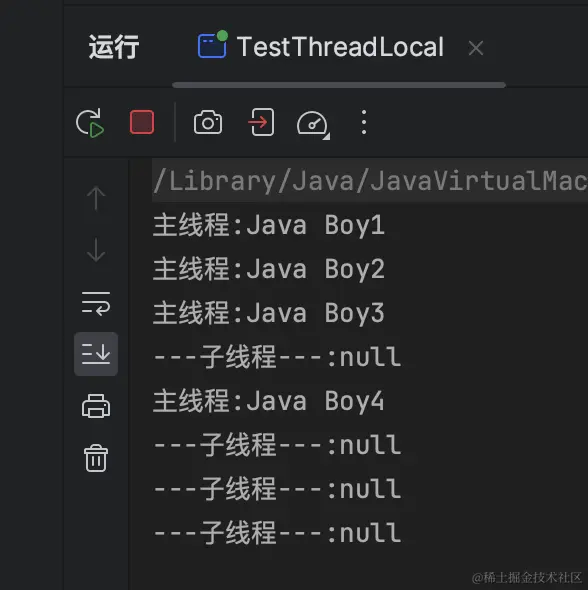 运行 TestThreadLocal
/Library/Java/JavaVirtualMac
主线程:Java Boy1
主线程:Java Boy2
主线程:Java Boy3
---子线程---:null
主线程:Java Boy4
---子线程---:null
---子线程---:null
---子线程---:null
@稀土掘金技术社区